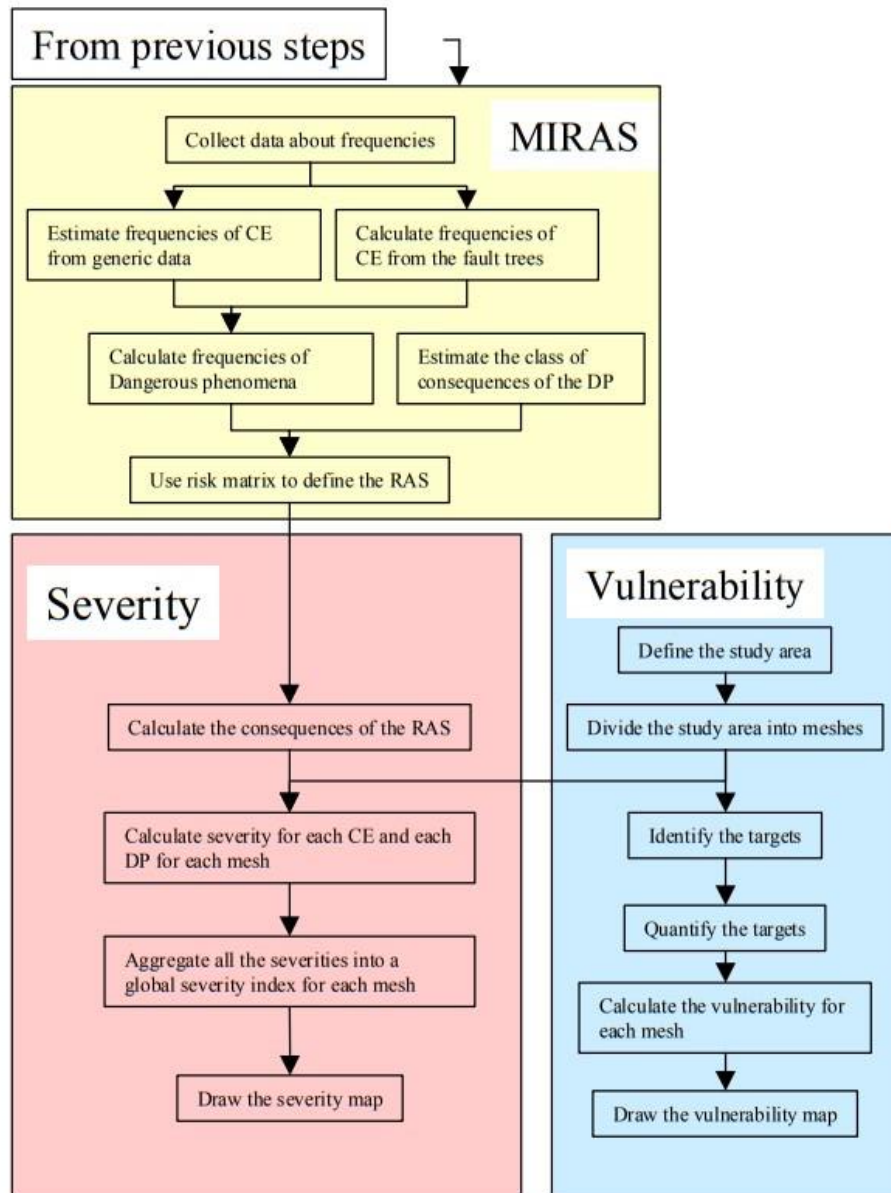 From previous steps
MIRAS
Collect data about frequencies
Estimate frequencies of CE
from generic data
Calculate frequencies of
CE from the fault trees
Calculate frequencies of
Dangerous phenomena
Estimate the class of
consequences of the DP
Use risk matrix to define the RAS
Severity
Calculate the consequences of the RAS
Calculate severity for each CE and each
DP for each mesh
Aggregate all the severities into a
global severity index for each mesh
Draw the severity map
Vulnerability
Define the study area
Divide the study area into meshes
Identify the targets
Quantify the targets
Calculate the vulnerability for
each mesh
Draw the vulnerability map